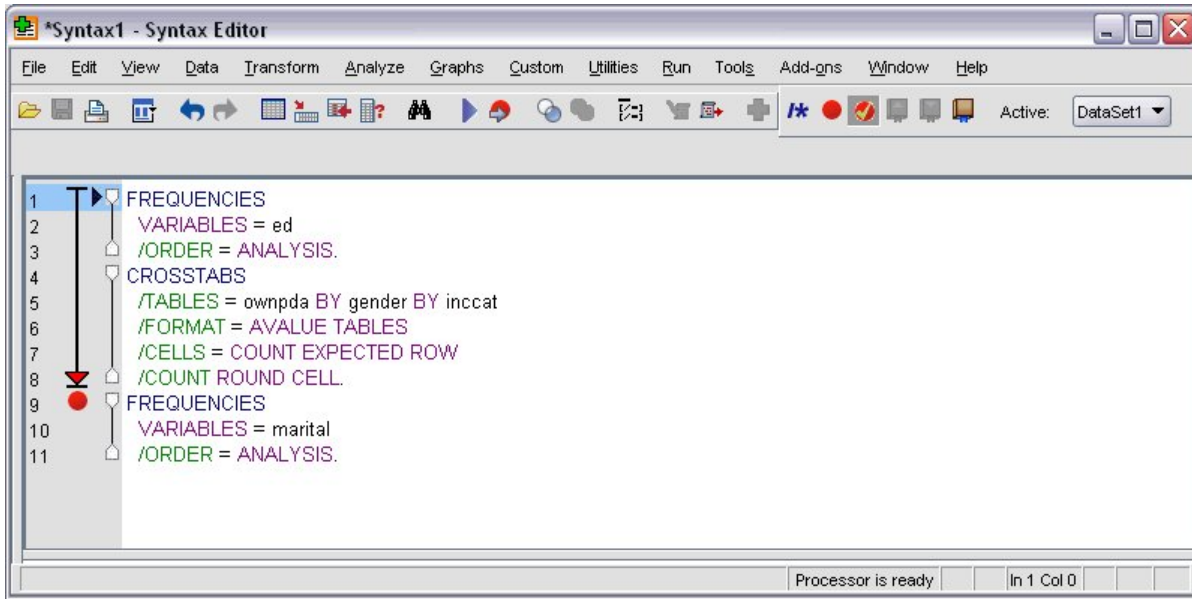 *Syntax1 - Syntax Editor
File Edit View Data Transform Analyze Graphs Custom Utilities Run Tools Add-ons Window Help
Active: DataSet1
1 FREQUENCIES
2 VARIABLES = ed
3 /ORDER = ANALYSIS.
4 CROSSTABS
5 /TABLES = ownpda BY gender BY inccat
6 /FORMAT = AVALUE TABLES
7 /CELLS = COUNT EXPECTED ROW
8 /COUNT ROUND CELL.
9 FREQUENCIES
10 VARIABLES = marital
11 /ORDER = ANALYSIS.
Processor is ready In 1 Col 0